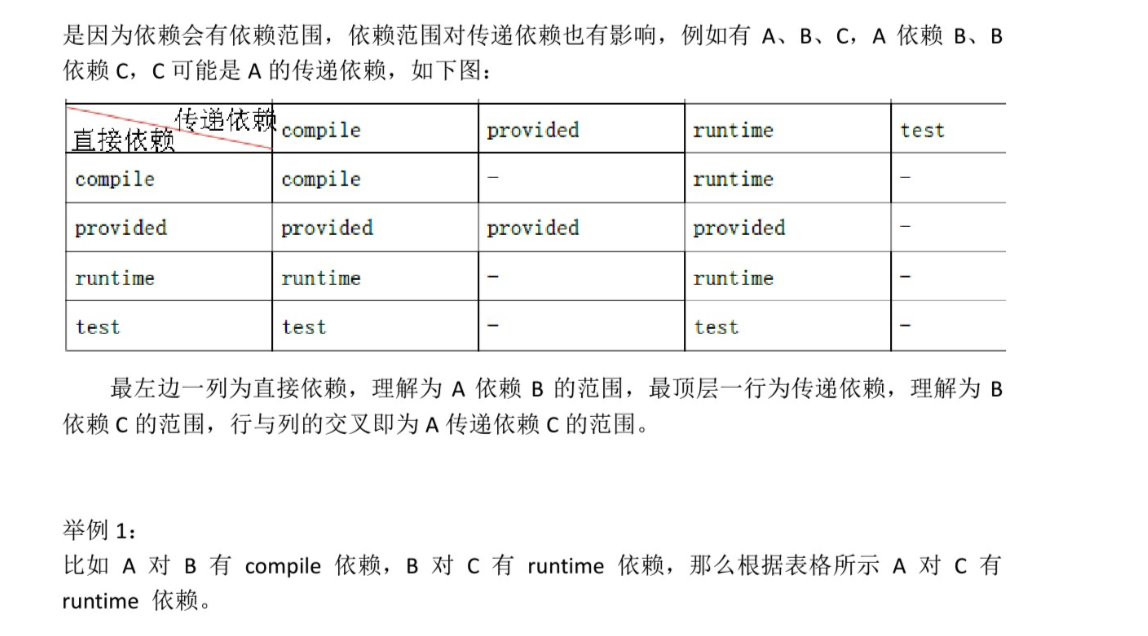 是因为依赖会有依赖范围，依赖范围对传递依赖也有影响，例如有 A、B、C，A 依赖 B、B
依赖 C，C 可能是 A 的传递依赖，如下图：
传递依赖
直接依赖 compile provided runtime test
compile compile – runtime –
provided provided provided provided –
runtime runtime – runtime –
test test – test –
最左边一列为直接依赖，理解为 A 依赖 B 的范围，最顶层一行为传递依赖，理解为 B
依赖 C 的范围，行与列的交叉即为 A 传递依赖 C 的范围。
举例 1：
比如 A 对 B 有 compile 依赖，B 对 C 有 runtime 依赖，那么根据表格所示 A 对 C 有
runtime 依赖。